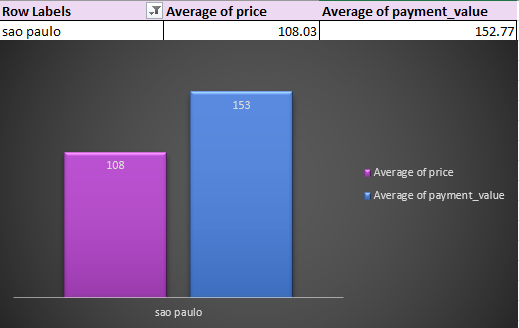 Row Labels Average of price Average of payment_value
sao paulo 108.03 152.77
153
108
Average of price
Average of payment_value
sao paulo